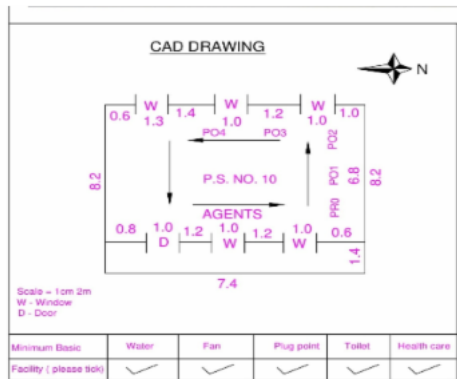 CAD DRAWING
N
W W W
0.6 1.3 1.4 1.0 1.2 1.0 1.0
PO4 PO3 PO2
8.2 P.S. NO. 10 PO1 6.8 8.2
AGENTS PR0
0.8 1.0 1.2 1.0 1.2 1.0 0.6
D W W 1.4
7.4
Scale = 1cm 2m
W - Window
D - Door
Minimum Basic Water Fan Plug point Toilet Health care
Facility ( please tick)